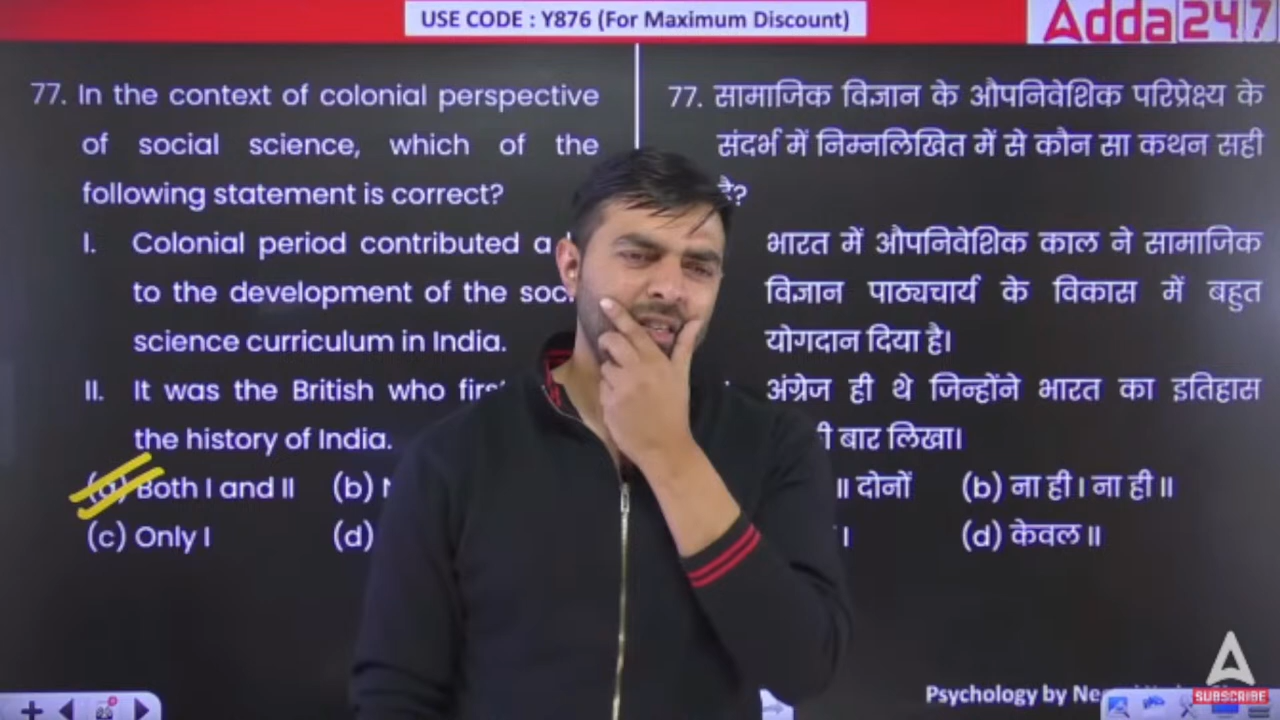 USE CODE : Y876 (For Maximum Discount)
Adda 247
77. In the context of colonial perspective
of social science, which of the
following statement is correct?
I. Colonial period contributed a
to the development of the
science curriculum in India.
II. It was the British who
the history of India.
(a) Both I and II (b)
(c) Only I (d)
77. सामाजिक विज्ञान के औपनिवेशिक परिप्रेक्ष्य के
संदर्भ में निम्नलिखित में से कौन सा कथन सही
है?
भारत में औपनिवेशिक काल ने सामाजिक
विज्ञान पाठ्यचार्य के विकास में बहुत
योगदान दिया है।
अंग्रेज ही थे जिन्होंने भारत का इतिहास
बार लिखा।
II दोनों (b) ना ही I ना ही II
I (d) केवल II
Psychology by
SUBSCRIBE